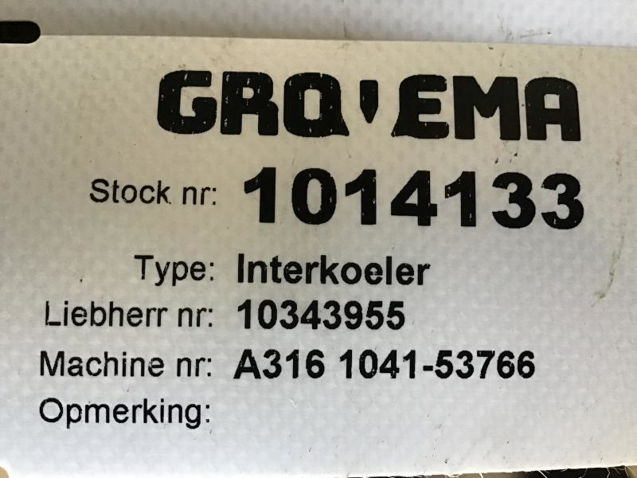 GROVEMA
Stock nr: 1014133
Type: Interkoeler
Liebherr nr: 10343955
Machine nr: A316 1041-53766
Opmerking: